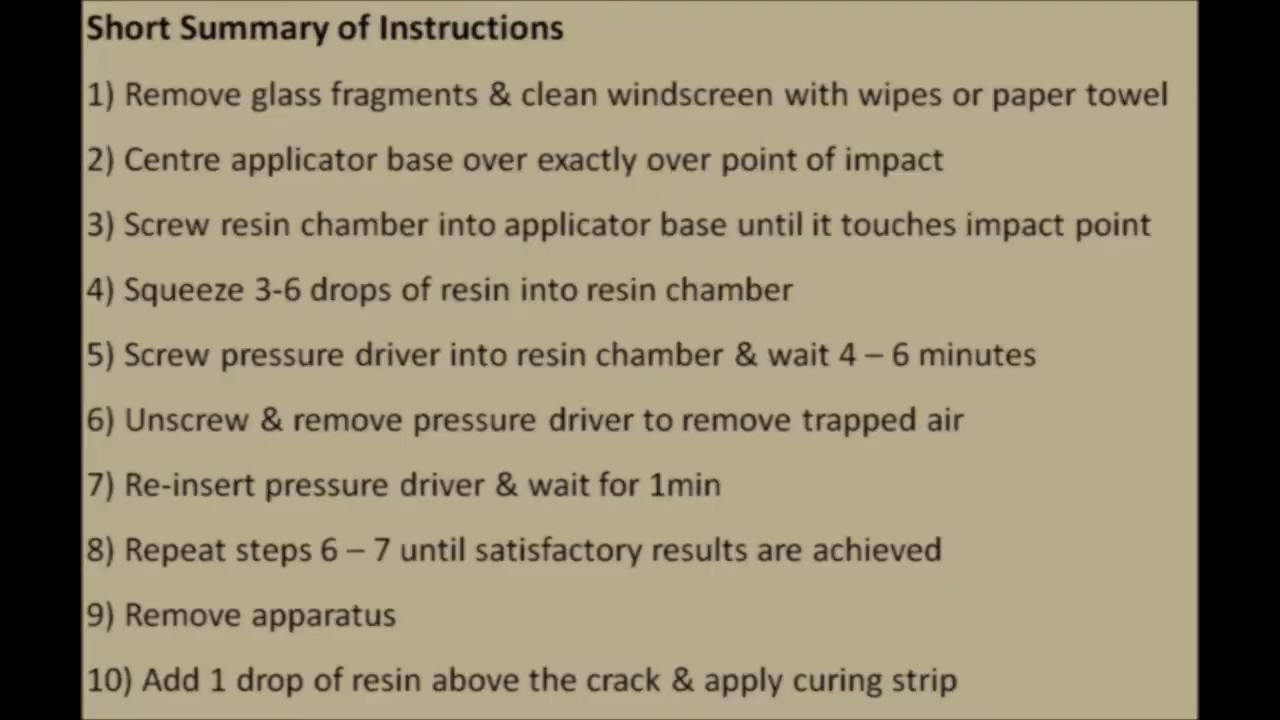 Short Summary of Instructions
1) Remove glass fragments & clean windscreen with wipes or paper towel
2) Centre applicator base over exactly over point of impact
3) Screw resin chamber into applicator base until it touches impact point
4) Squeeze 3-6 drops of resin into resin chamber
5) Screw pressure driver into resin chamber & wait 4 – 6 minutes
6) Unscrew & remove pressure driver to remove trapped air
7) Re-insert pressure driver & wait for 1min
8) Repeat steps 6 – 7 until satisfactory results are achieved
9) Remove apparatus
10) Add 1 drop of resin above the crack & apply curing strip